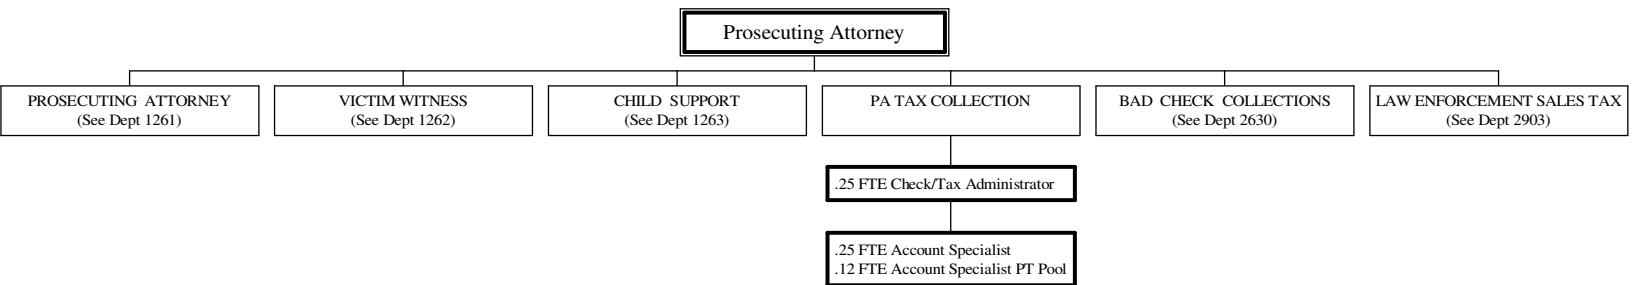 Prosecuting Attorney
PROSECUTING ATTORNEY
(See Dept 1261)
VICTIM WITNESS
(See Dept 1262)
CHILD SUPPORT
(See Dept 1263)
PA TAX COLLECTION
BAD CHECK COLLECTIONS
(See Dept 2630)
LAW ENFORCEMENT SALES TAX
(See Dept 2903)
.25 FTE Check/Tax Administrator
.25 FTE Account Specialist
.12 FTE Account Specialist PT Pool